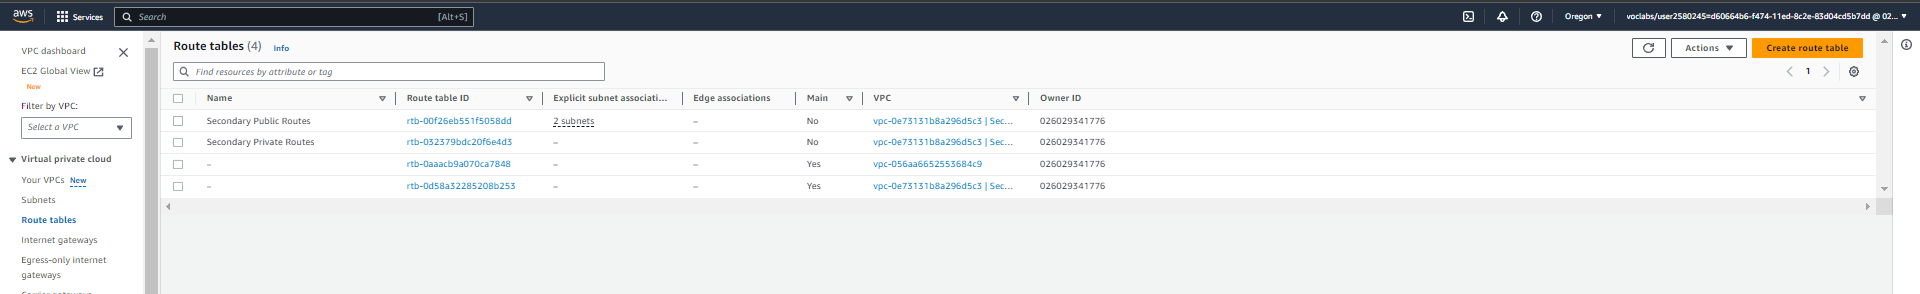 aws Services Search [Alt+S] Oregon ▼ voclabs/user2580245=d60664b6-f474-11ed-8c2e-83d04cd5b7dd @ 02... ▼
VPC dashboard
EC2 Global View
New
Filter by VPC:
Select a VPC
Virtual private cloud
Your VPCs New
Subnets
Route tables
Internet gateways
Egress-only internet
gateways
Route tables (4) Info
Actions ▼ Create route table
Find resources by attribute or tag
1
Name Route table ID Explicit subnet associati... Edge associations Main VPC Owner ID
Secondary Public Routes rtb-00f26eb551f5058dd 2 subnets – No vpc-0e73131b8a296d5c3 | Sec... 026029341776
Secondary Private Routes rtb-032379bdc20f6e4d3 – – No vpc-0e73131b8a296d5c3 | Sec... 026029341776
– rtb-0aaacb9a070ca7848 – – Yes vpc-056aa6652553684c9 026029341776
– rtb-0d58a32285208b253 – – Yes vpc-0e73131b8a296d5c3 | Sec... 026029341776